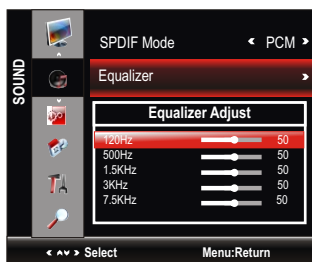 SOUND
SPDIF Mode « PCM »
Equalizer »
Equalizer Adjust
120Hz 50
500Hz 50
1.5KHz 50
3KHz 50
7.5KHz 50
Select Menu:Return